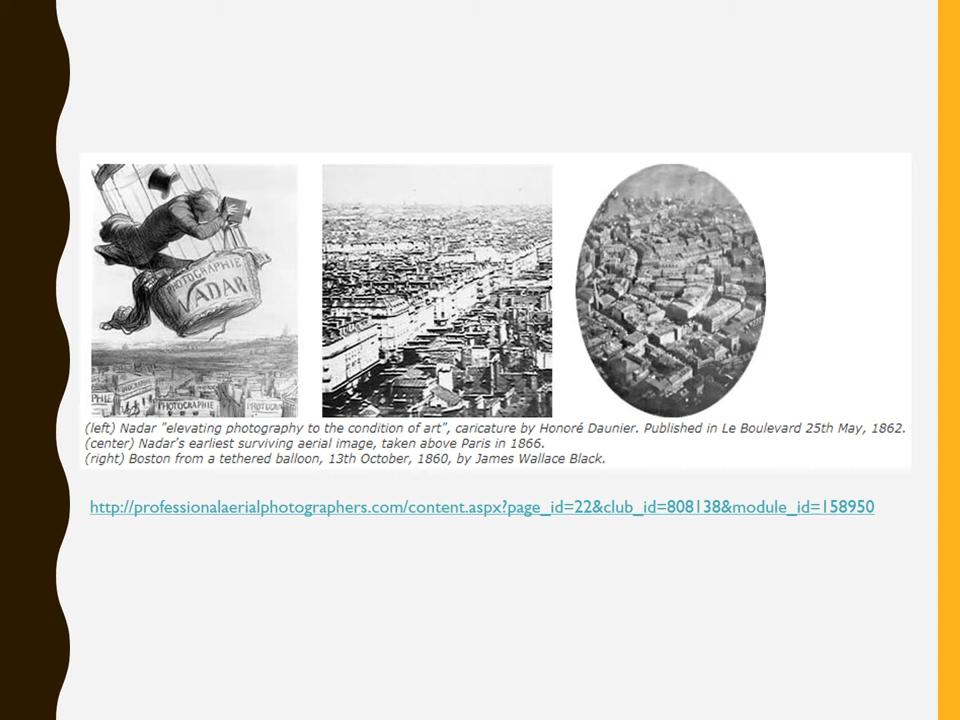 PHOTOGRAPHIE
NADAR
PHOTOGRAPHIE
PHIE
PHOTOGRAPHIE
PHOTOGRA
(left) Nadar "elevating photography to the condition of art", caricature by Honoré Daunier. Published in Le Boulevard 25th May, 1862.
(center) Nadar's earliest surviving aerial image, taken above Paris in 1866.
(right) Boston from a tethered balloon, 13th October, 1860, by James Wallace Black.
http://professionalaerialphotographers.com/content.aspx?page_id=22&club_id=808138&module_id=158950